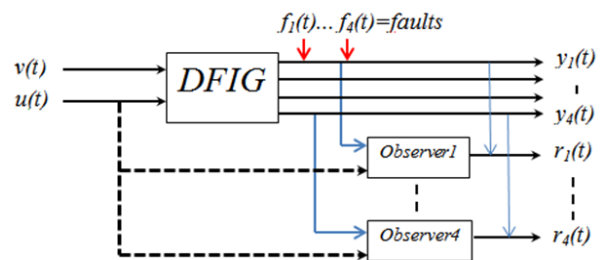 f1(t)... f4(t)=faults
v(t)
u(t)
DFIG
y1(t)
y4(t)
Observer1
r1(t)
Observer4
r4(t)